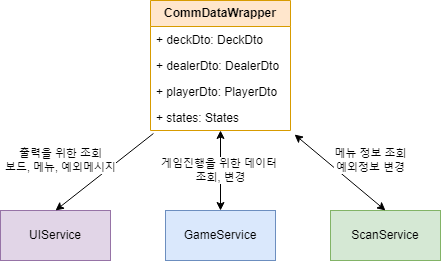 CommDataWrapper
+ deckDto: DeckDto
+ dealerDto: DealerDto
+ playerDto: PlayerDto
+ states: States
출력을 위한 조회
보드, 메뉴, 예외메시지
게임진행을 위한 데이터
조회, 변경
메뉴 정보 조회
예외정보 변경
UIService
GameService
ScanService